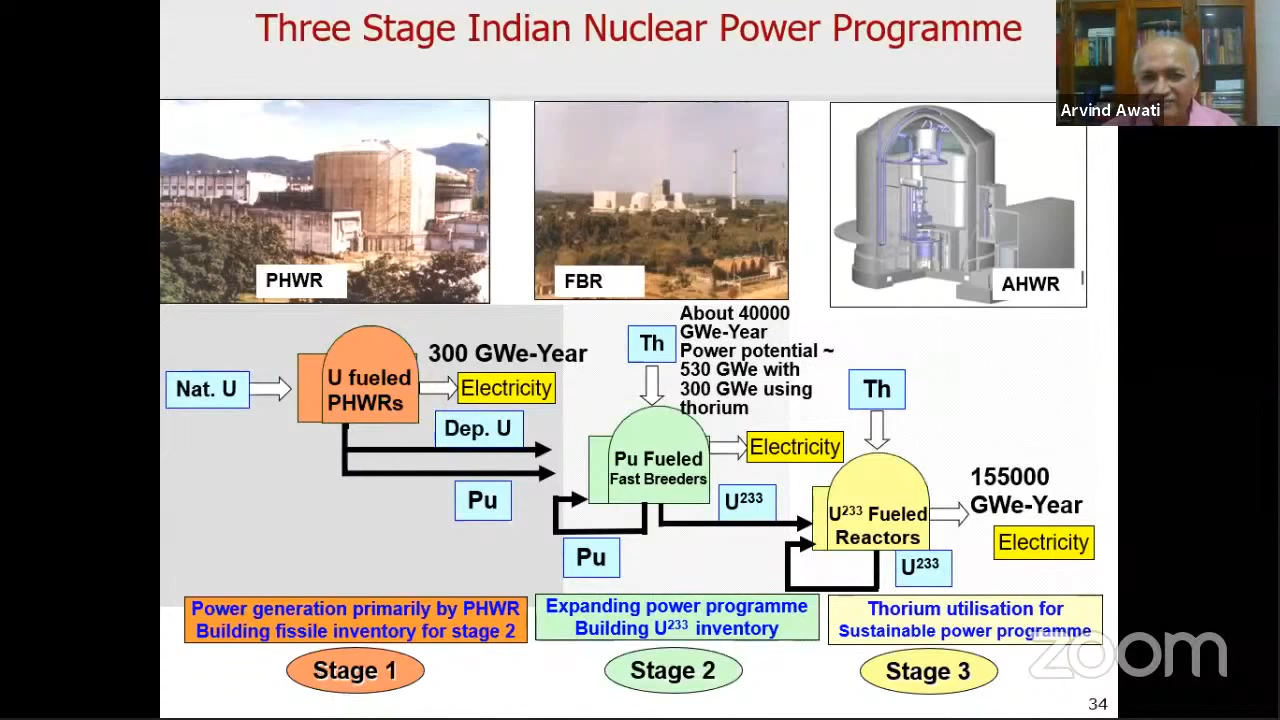 Three Stage Indian Nuclear Power Programme
Arvind Awati
PHWR
FBR
AHWR
Nat. U
U fueled
PHWRs
300 GWe-Year
Electricity
Dep. U
Pu
Th
About 40000
GWe-Year
Power potential ~
530 GWe with
300 GWe using
thorium
Pu Fueled
Fast Breeders
Electricity
U²³³
Pu
Th
U²³³ Fueled
Reactors
155000
GWe-Year
Electricity
U²³³
Power generation primarily by PHWR
Building fissile inventory for stage 2
Expanding power programme
Building U²³³ inventory
Thorium utilisation for
Sustainable power programme
Stage 1
Stage 2
Stage 3
zoom
34